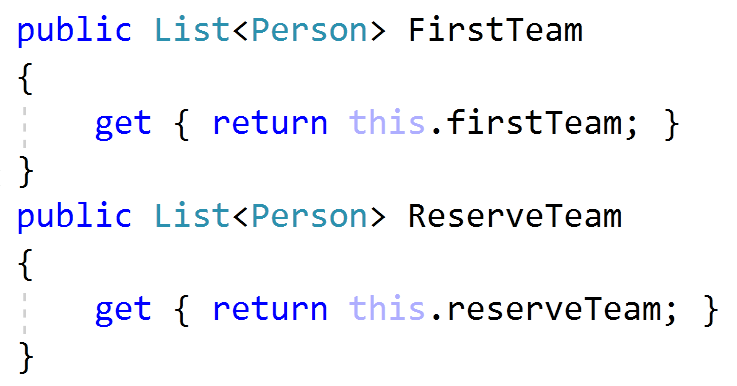 public List<Person> FirstTeam
{
    get { return this.firstTeam; }
}
public List<Person> ReserveTeam
{
    get { return this.reserveTeam; }
}